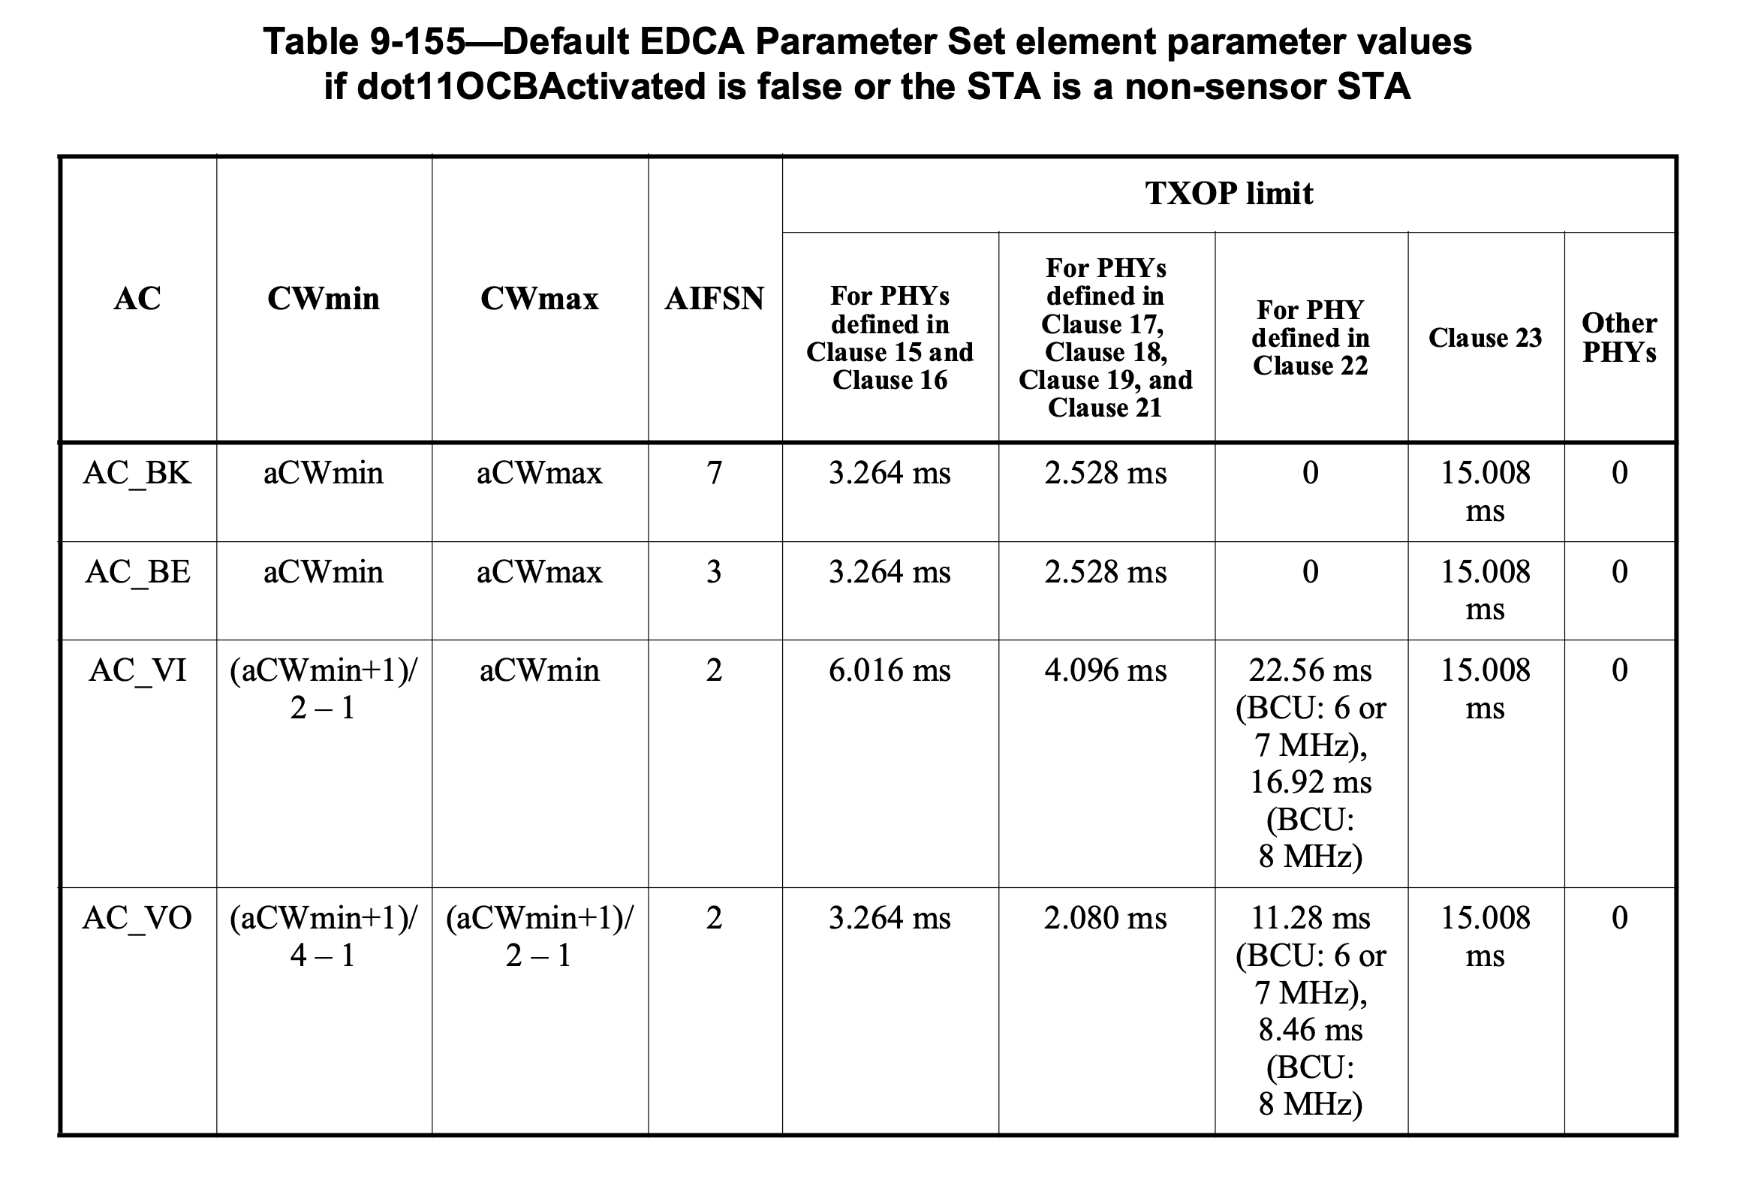 Table 9-155—Default EDCA Parameter Set element parameter values
if dot11OCBActivated is false or the STA is a non-sensor STA
AC
CWmin
CWmax
AIFSN
TXOP limit
For PHYs
defined in
Clause 15 and
Clause 16
For PHYs
defined in
Clause 17,
Clause 18,
Clause 19, and
Clause 21
For PHY
defined in
Clause 22
Clause 23
Other
PHYs
AC_BK
aCWmin
aCWmax
7
3.264 ms
2.528 ms
0
15.008
ms
0
AC_BE
aCWmin
aCWmax
3
3.264 ms
2.528 ms
0
15.008
ms
0
AC_VI
(aCWmin+1)/
2 – 1
aCWmin
2
6.016 ms
4.096 ms
22.56 ms
(BCU: 6 or
7 MHz),
16.92 ms
(BCU:
8 MHz)
15.008
ms
0
AC_VO
(aCWmin+1)/
4 – 1
(aCWmin+1)/
2 – 1
2
3.264 ms
2.080 ms
11.28 ms
(BCU: 6 or
7 MHz),
8.46 ms
(BCU:
8 MHz)
15.008
ms
0